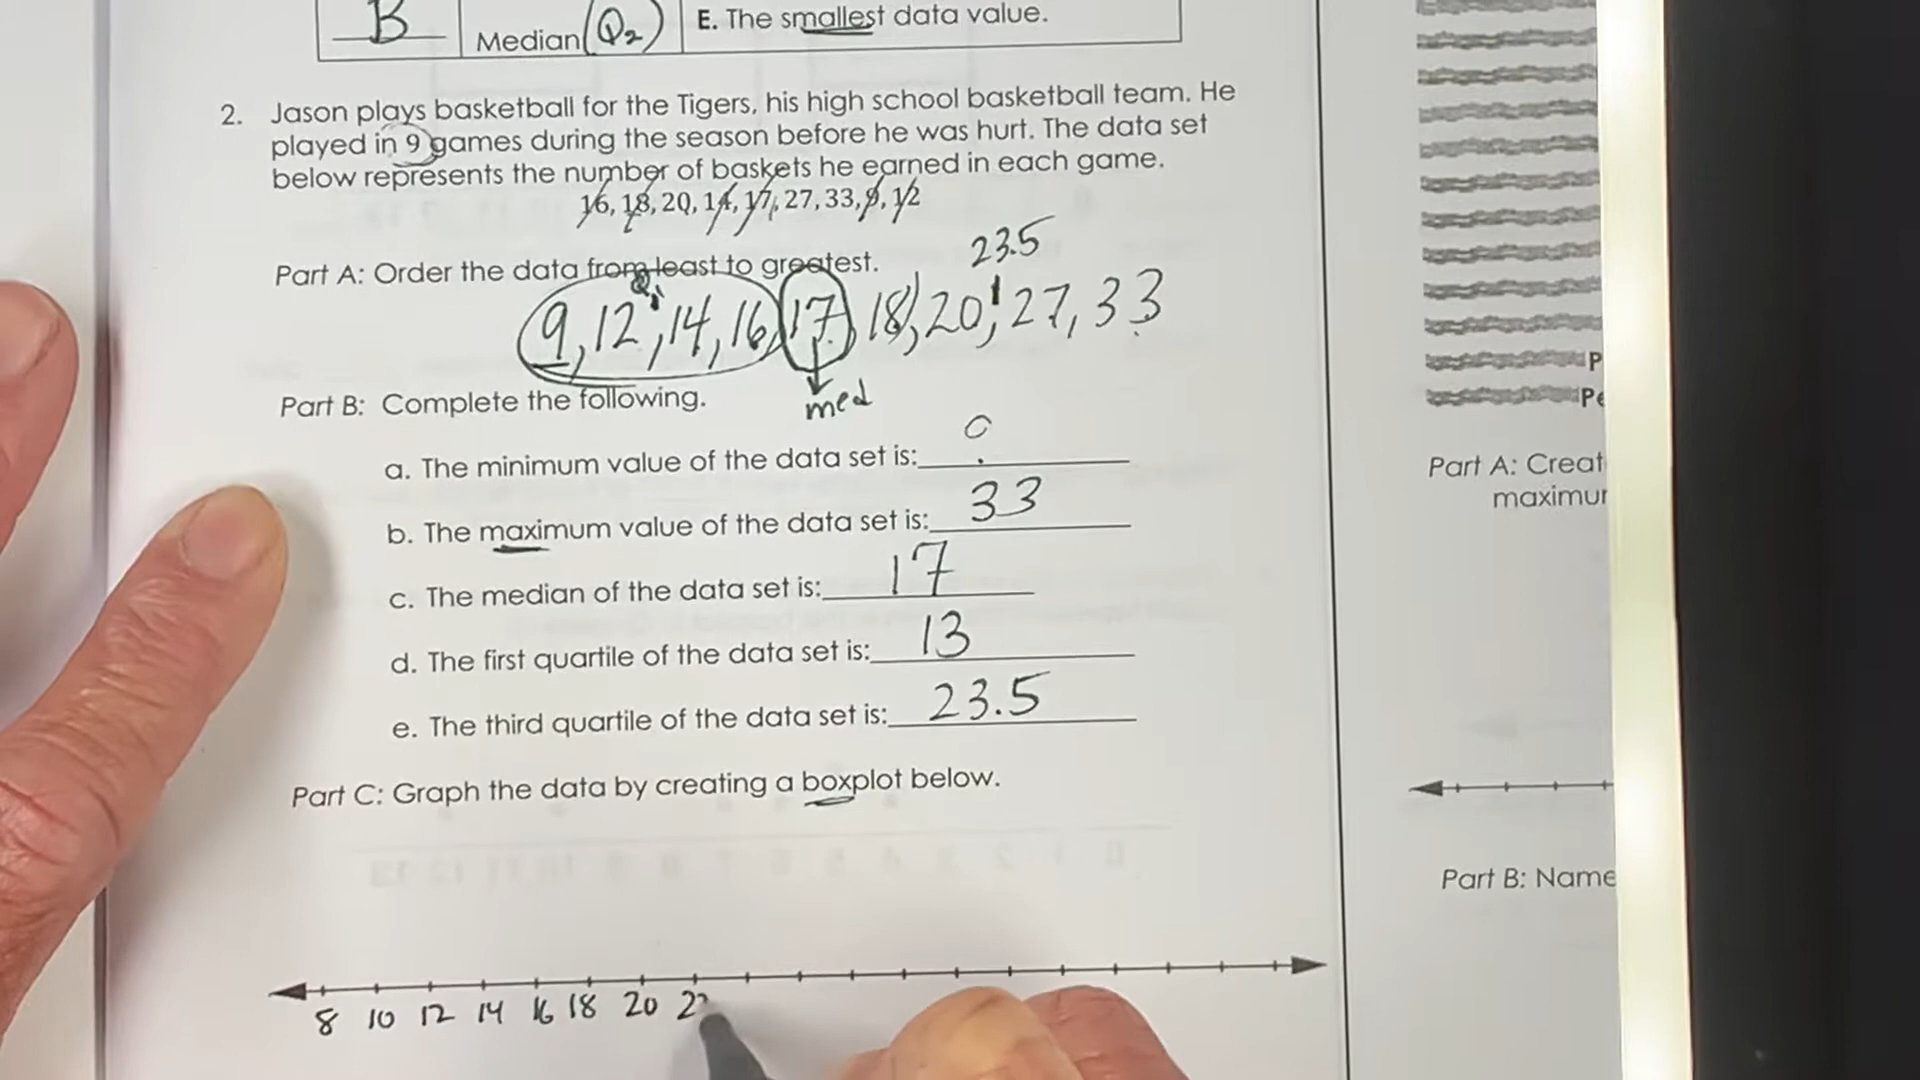 B Median (Q2) E. The smallest data value.
2. Jason plays basketball for the Tigers, his high school basketball team. He
played in 9 games during the season before he was hurt. The data set
below represents the number of baskets he earned in each game.
16, 18, 20, 14, 17, 27, 33, 9, 12
23.5
Part A: Order the data from least to greatest.
Q1
9, 12, 14, 16, 17, 18, 20, 27, 33
med
Part B: Complete the following.
a. The minimum value of the data set is:
b. The maximum value of the data set is: 33
c. The median of the data set is: 17
d. The first quartile of the data set is: 13
e. The third quartile of the data set is: 23.5
Part C: Graph the data by creating a boxplot below.
8 10 12 14 16 18 20 2
P
Pe
Part A: Creat
maximur
Part B: Name